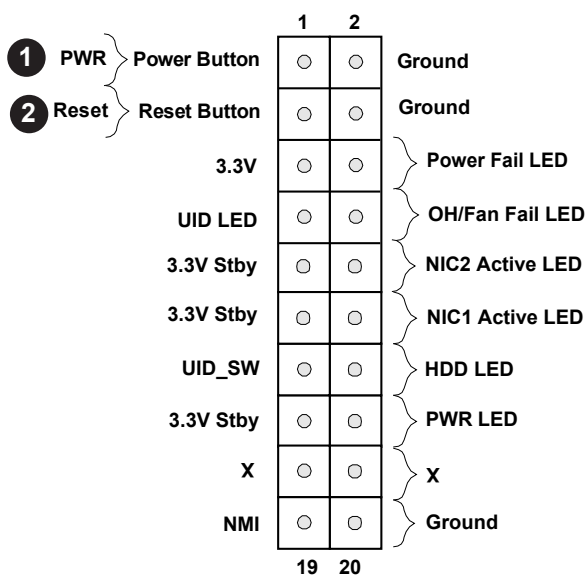 1 2
1 PWR Power Button Ground
2 Reset Reset Button Ground
3.3V Power Fail LED
UID LED OH/Fan Fail LED
3.3V Stby NIC2 Active LED
3.3V Stby NIC1 Active LED
UID_SW HDD LED
3.3V Stby PWR LED
X X
NMI Ground
19 20